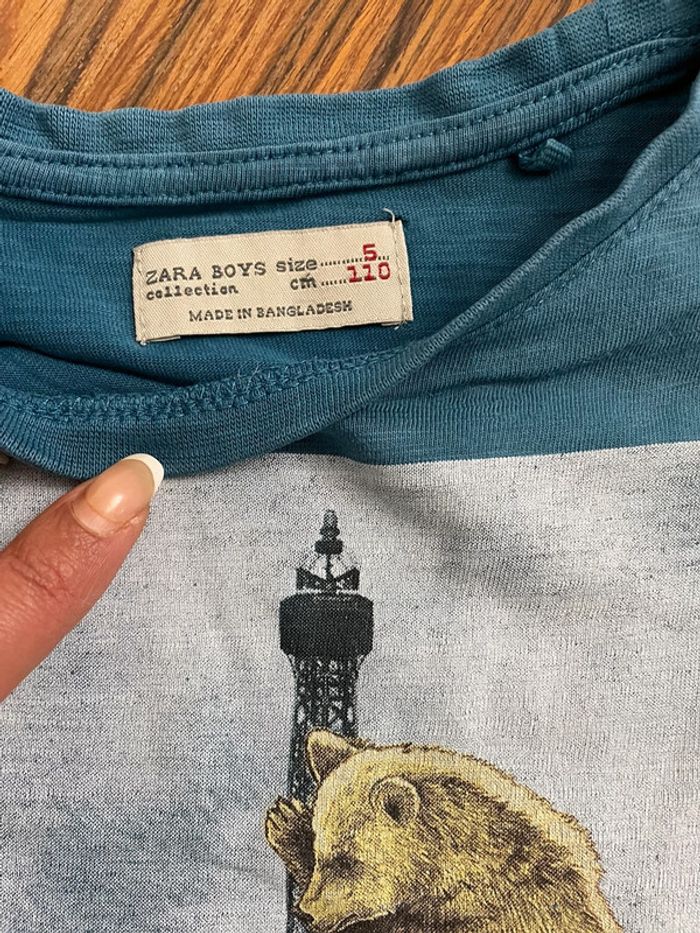 ZARA BOYS size..........5...
collection cm ......110
MADE IN BANGLADESH